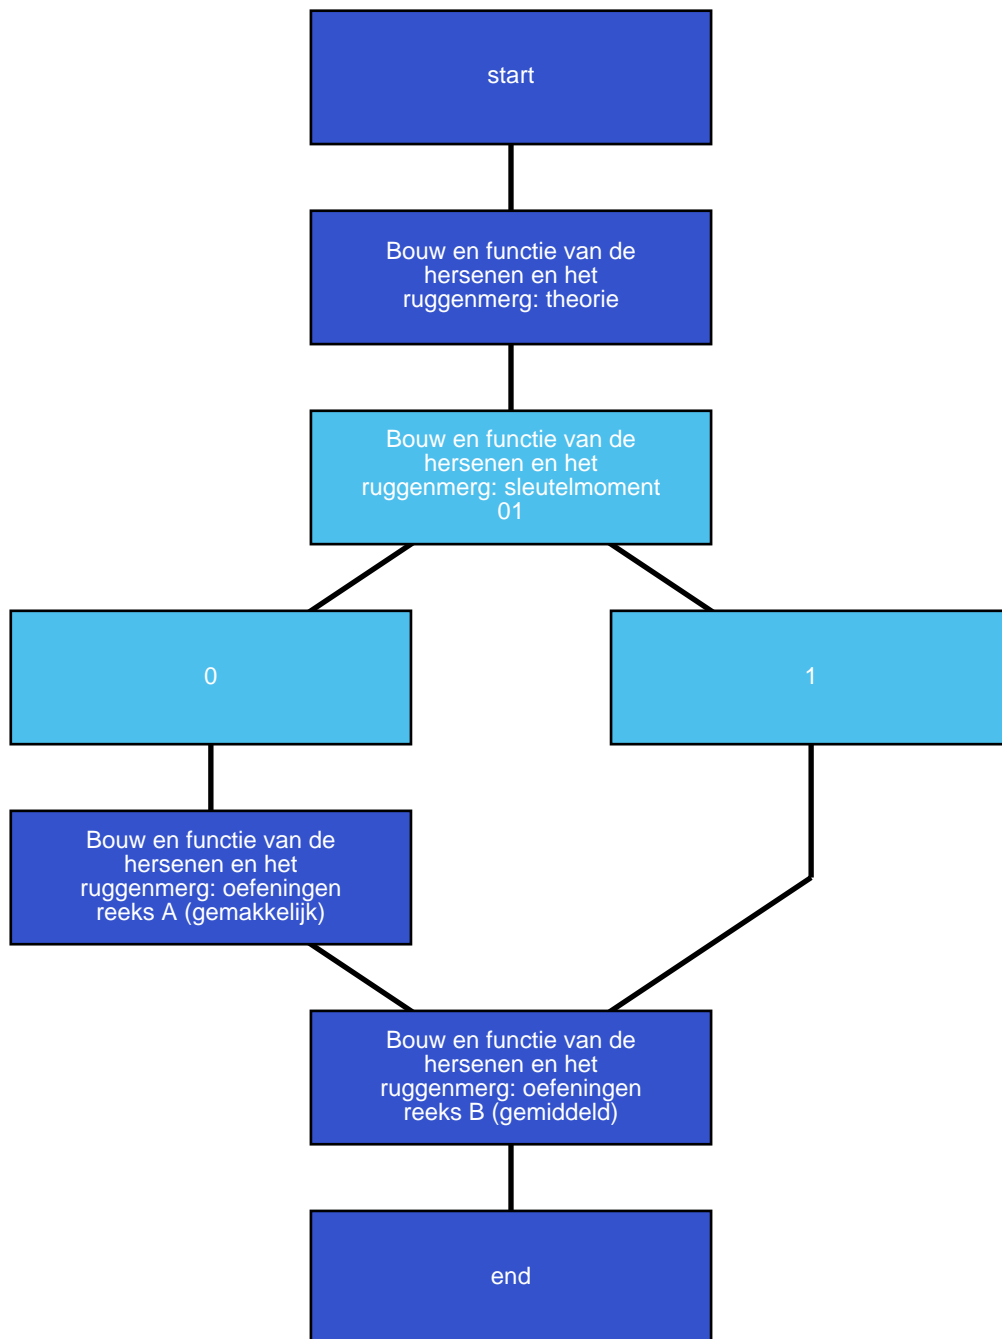 start
Bouw en functie van de
hersenen en het
ruggenmerg: theorie
Bouw en functie van de
hersenen en het
ruggenmerg: sleutelmoment
01
0
1
Bouw en functie van de
hersenen en het
ruggenmerg: oefeningen
reeks A (gemakkelijk)
Bouw en functie van de
hersenen en het
ruggenmerg: oefeningen
reeks B (gemiddeld)
end